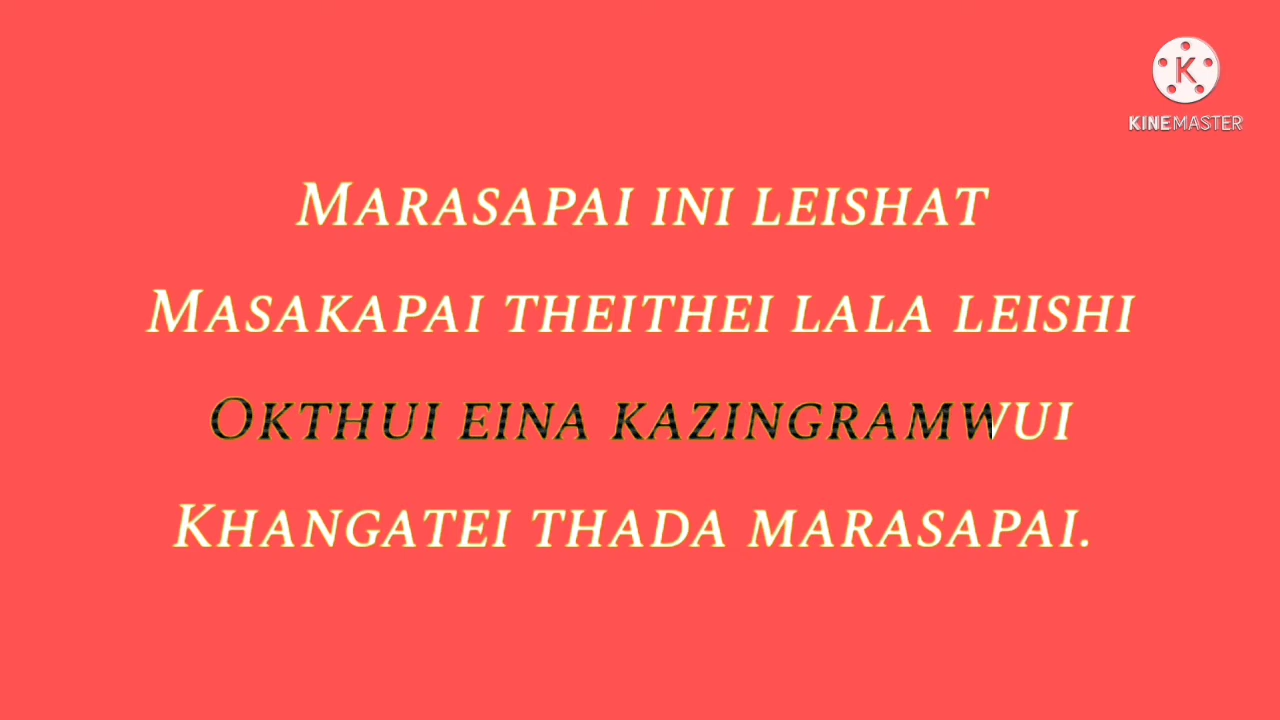 KINEMASTER
Marasapai ini leishat
Masakapai theithei lala leishi
Okthui eina kazingramwui
Khangatei thada marasapai.